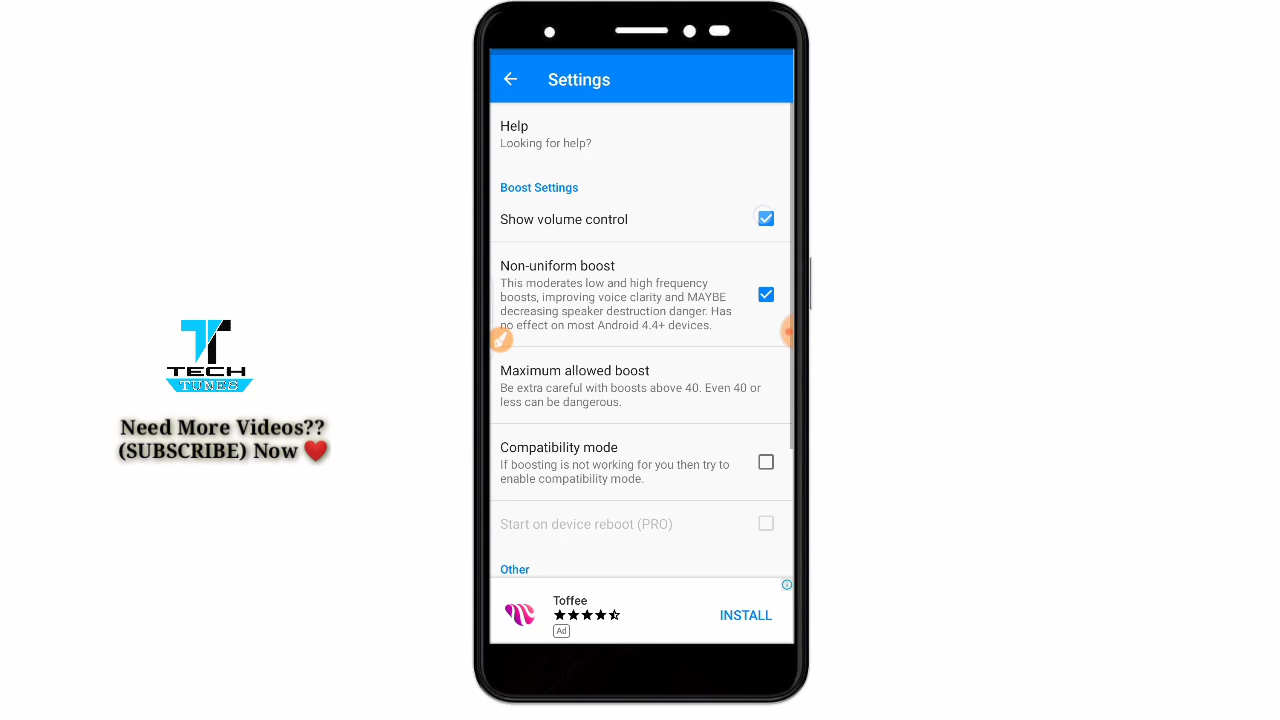 Settings
Help
Looking for help?
Boost Settings
Show volume control
Non-uniform boost
This moderates low and high frequency
boosts, improving voice clarity and MAYBE
decreasing speaker destruction danger. Has
no effect on most Android 4.4+ devices.
Maximum allowed boost
Be extra careful with boosts above 40. Even 40 or
less can be dangerous.
Compatibility mode
If boosting is not working for you then try to
enable compatibility mode.
Start on device reboot (PRO)
Other
Toffee
Ad
INSTALL
TECH
TUNES
Need More Videos??
(SUBSCRIBE) Now ❤️